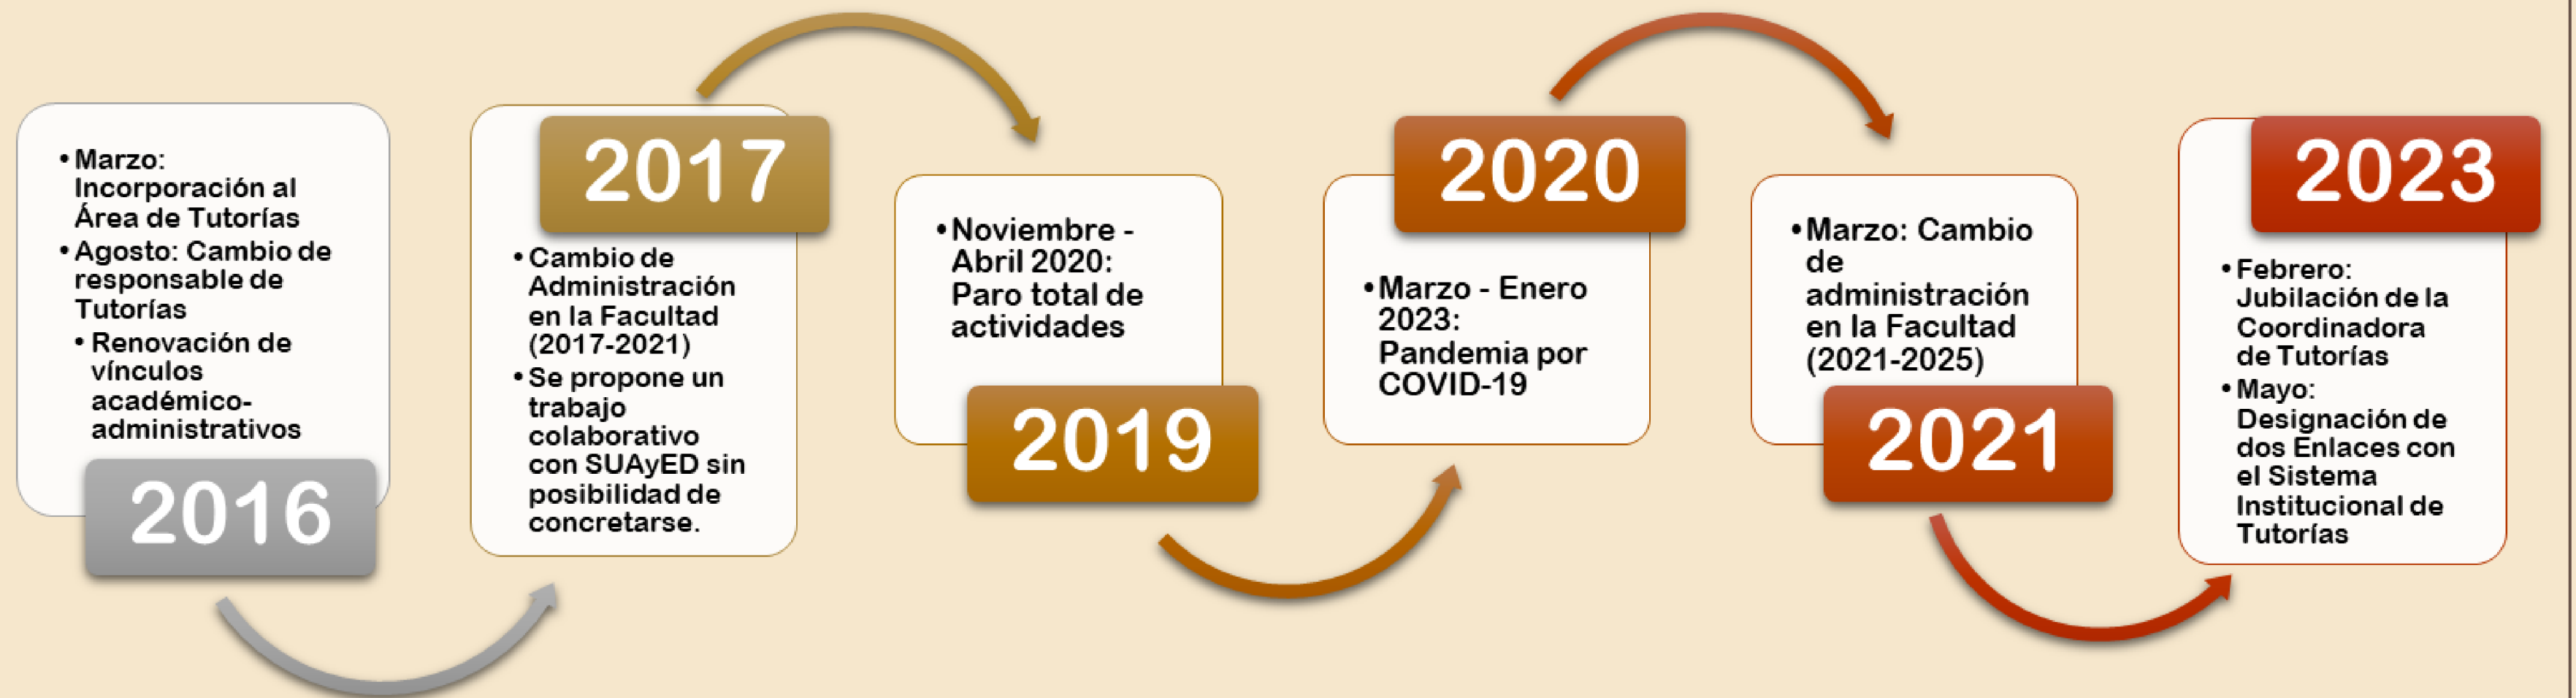 • Marzo:
Incorporación al
Área de Tutorías
• Agosto: Cambio de
responsable de
Tutorías
• Renovación de
vínculos
académico-
administrativos
2016
2017
• Cambio de
Administración
en la Facultad
(2017-2021)
• Se propone un
trabajo
colaborativo
con SUAyED sin
posibilidad de
concretarse.
• Noviembre -
Abril 2020:
Paro total de
actividades
2019
2020
• Marzo - Enero
2023:
Pandemia por
COVID-19
• Marzo: Cambio
de
administración
en la Facultad
(2021-2025)
2021
2023
• Febrero:
Jubilación de la
Coordinadora
de Tutorías
• Mayo:
Designación de
dos Enlaces con
el Sistema
Institucional de
Tutorías